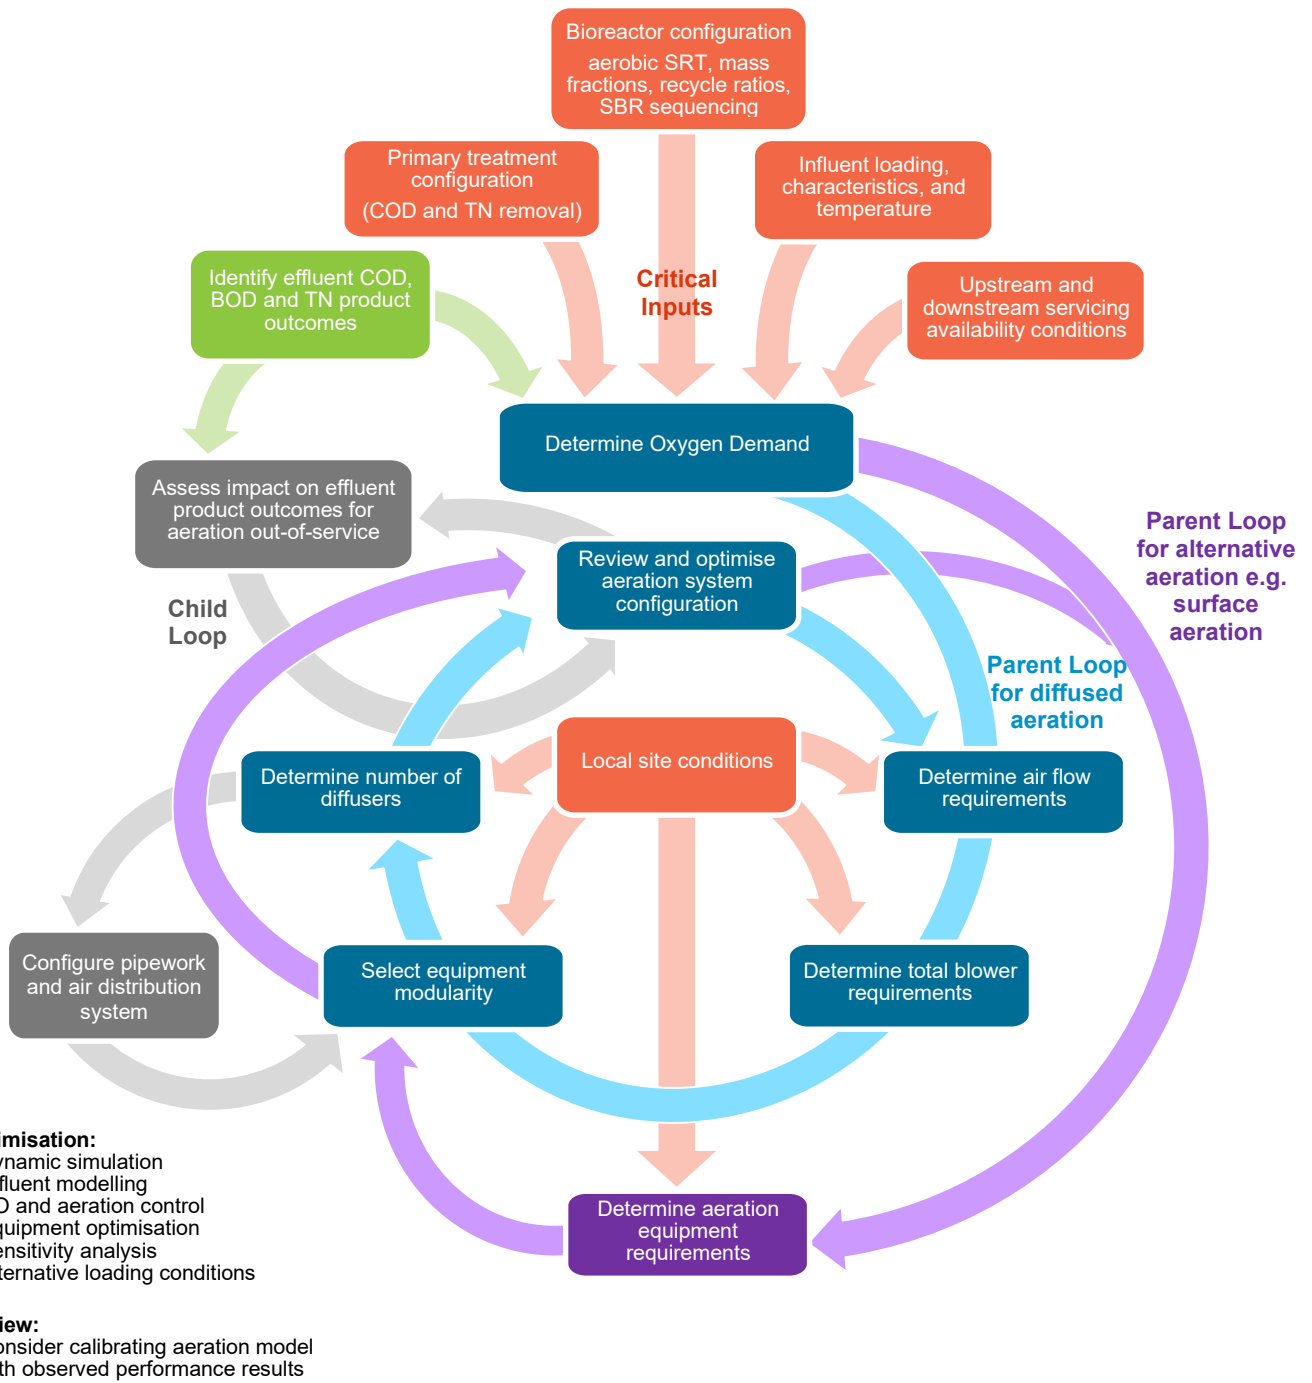 Bioreactor configuration
aerobic SRT, mass
fractions, recycle ratios,
SBR sequencing
Primary treatment
configuration
(COD and TN removal)
Influent loading,
characteristics, and
temperature
Identify effluent COD,
BOD and TN product
outcomes
Critical
Inputs
Upstream and
downstream servicing
availability conditions
Determine Oxygen Demand
Assess impact on effluent
product outcomes for
aeration out-of-service
Review and optimise
aeration system
configuration
Parent Loop
for alternative
aeration e.g.
surface
aeration
Child
Loop
Parent Loop
for diffused
aeration
Determine number of
diffusers
Local site conditions
Determine air flow
requirements
Configure pipework
and air distribution
system
Select equipment
modularity
Determine total blower
requirements
Determine aeration
equipment
requirements
imisation:
ynamic simulation
fluent modelling
O and aeration control
quipment optimisation
ensitivity analysis
ternative loading conditions
iew:
onsider calibrating aeration model
th observed performance results